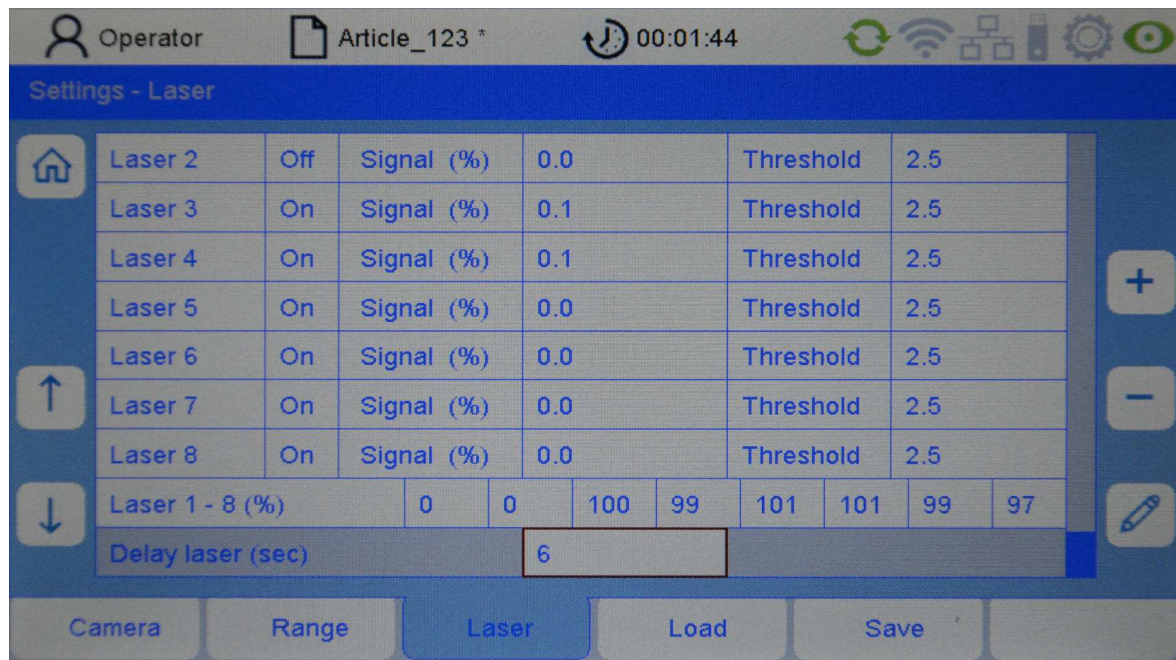 Operator Article_123 * 00:01:44
Settings - Laser
Laser 2 Off Signal (%) 0.0 Threshold 2.5
Laser 3 On Signal (%) 0.1 Threshold 2.5
Laser 4 On Signal (%) 0.1 Threshold 2.5
Laser 5 On Signal (%) 0.0 Threshold 2.5
Laser 6 On Signal (%) 0.0 Threshold 2.5
Laser 7 On Signal (%) 0.0 Threshold 2.5
Laser 8 On Signal (%) 0.0 Threshold 2.5
Laser 1 - 8 (%) 0 0 100 99 101 101 99 97
Delay laser (sec) 6
Camera Range Laser Load Save